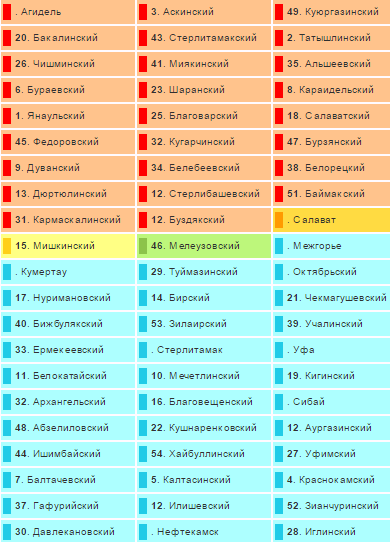 . Агидель 3. Аскинский 49. Куюргазинский
20. Бакалинский 43. Стерлитамакский 2. Татышлинский
26. Чишминский 41. Миякинский 35. Альшеевский
6. Бураевский 23. Шаранский 8. Караидельский
1. Янаульский 25. Благоварский 18. Салаватский
45. Федоровский 32. Кугарчинский 47. Бурзянский
9. Дуванский 34. Белебеевский 38. Белорецкий
13. Дюртюлинский 12. Стерлибашевский 51. Баймакский
31. Кармаскалинский 12. Буздякский . Салават
15. Мишкинский 46. Мелеузовский . Межгорье
. Кумертау 29. Туймазинский . Октябрьский
17. Нуримановский 14. Бирский 21. Чекмагушевский
40. Бижбулякский 53. Зилаирский 39. Учалинский
33. Ермекеевский . Стерлитамак . Уфа
11. Белокатайский 10. Мечетлинский 19. Кигинский
32. Архангельский 16. Благовещенский . Сибай
48. Абзелиловский 22. Кушнаренковский 12. Аургазинский
44. Ишимбайский 54. Хайбуллинский 27. Уфимский
7. Балтачевский 5. Калтасинский 4. Краснокамский
37. Гафурийский 12. Илишевский 52. Зианчуринский
30. Давлекановский . Нефтекамск 28. Иглинский